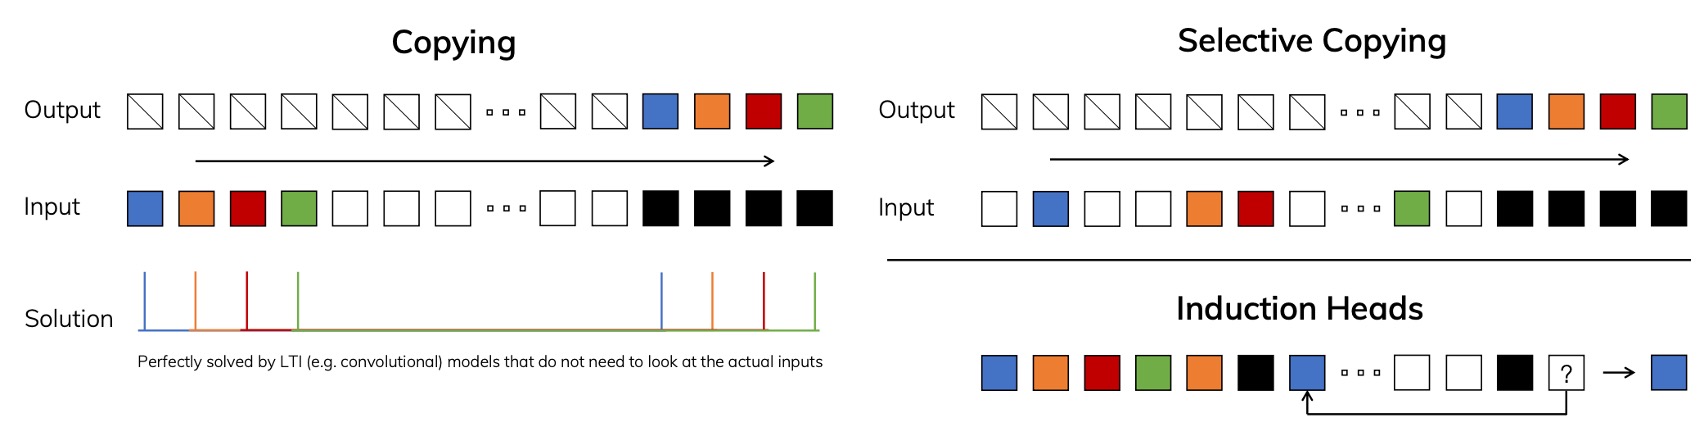 Copying
Output
Input
Solution
Perfectly solved by LTI (e.g. convolutional) models that do not need to look at the actual inputs
Selective Copying
Output
Input
Induction Heads
?